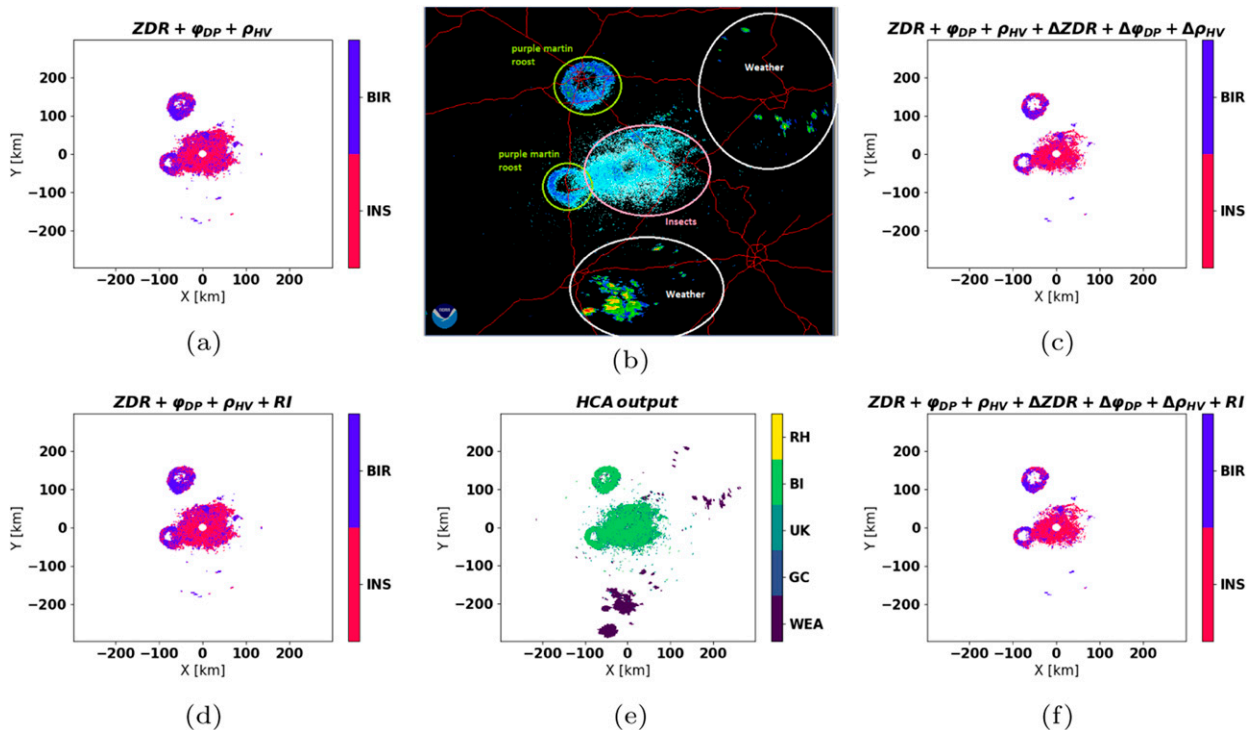 ZDR + φDP + ρHV
200
100
0
−100
−200
Y [km]
−200 −100 0 100 200
X [km]
BIR
INS
(a)
purple martin
roost
Weather
purple martin
roost
Insects
Weather
(b)
ZDR + φDP + ρHV + ΔZDR + ΔφDP + ΔρHV
200
100
0
−100
−200
Y [km]
−200 −100 0 100 200
X [km]
BIR
INS
(c)
ZDR + φDP + ρHV + RI
200
100
0
−100
−200
Y [km]
−200 −100 0 100 200
X [km]
BIR
INS
(d)
HCA output
200
100
0
−100
−200
Y [km]
−200 −100 0 100 200
X [km]
RH
BI
UK
GC
WEA
(e)
ZDR + φDP + ρHV + ΔZDR + ΔφDP + ΔρHV + RI
200
100
0
−100
−200
Y [km]
−200 −100 0 100 200
X [km]
BIR
INS
(f)